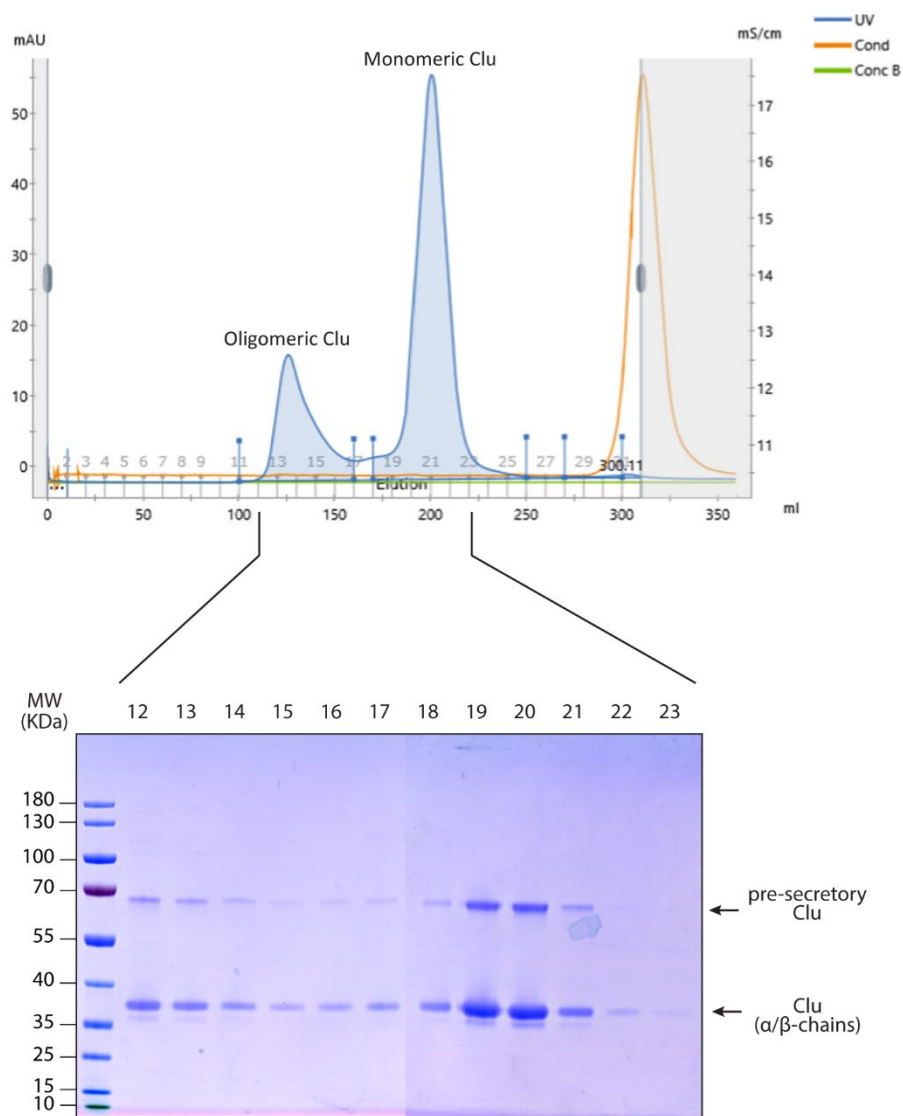 mAU
Monomeric Clu
mS/cm
UV
Cond
Conc B
50
40
30
20
10
0
17
16
15
14
13
12
11
Oligomeric Clu
2 3 4 5 6 7 8 9 11 13 15 17 19 21 23 25 27 29
300.11
Elution
0 50 100 150 200 250 300 350 ml
MW
(KDa)
12 13 14 15 16 17 18 19 20 21 22 23
180
130
100
70
55
40
35
25
15
10
pre-secretory
Clu
Clu
(α/β-chains)